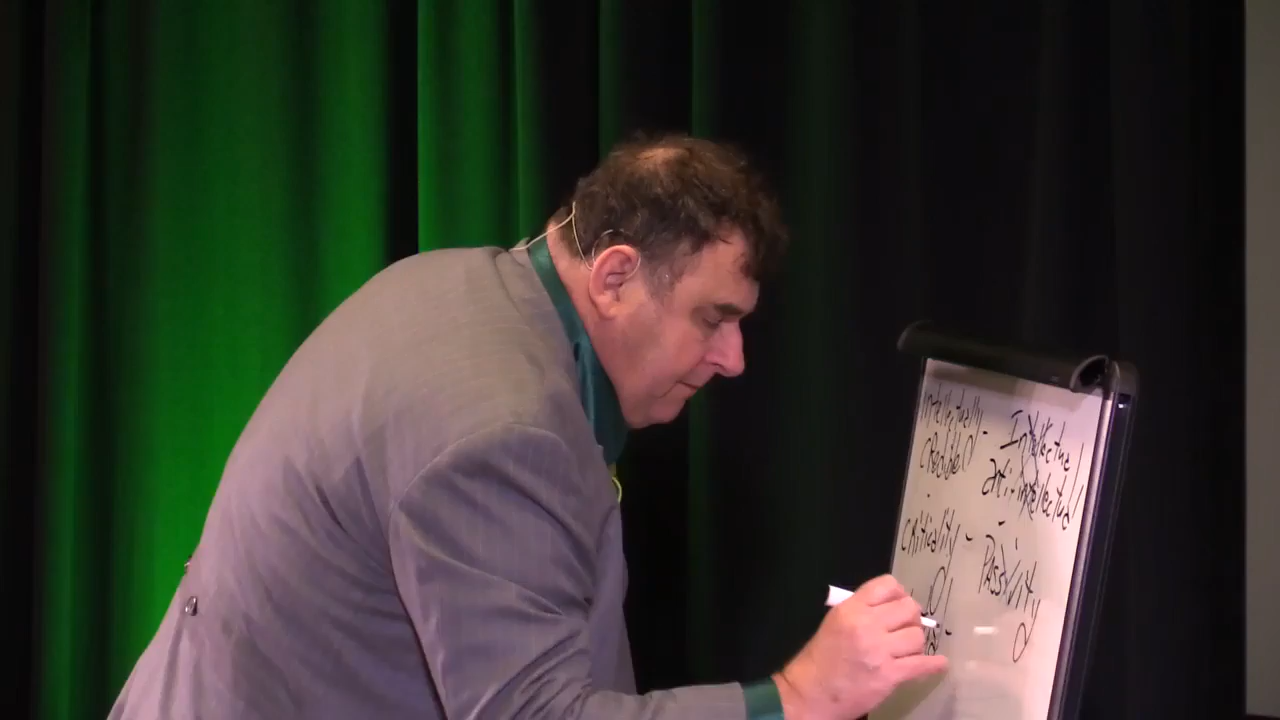 intellectually - Intellectual
credible anti-intellectual
criticality - Passivity